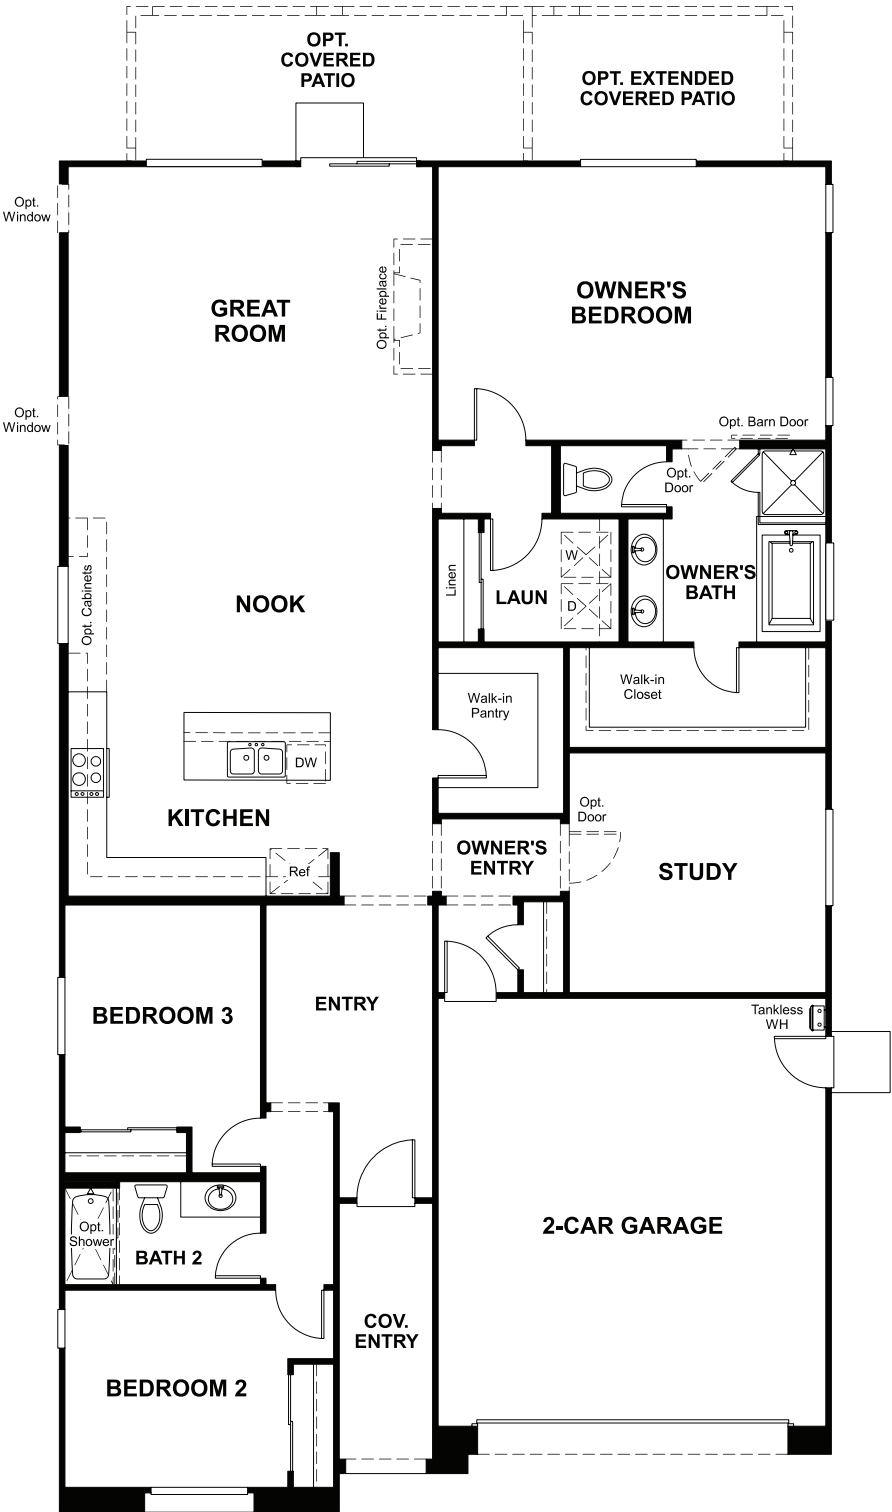 OPT.
COVERED
PATIO
OPT. EXTENDED
COVERED PATIO
Opt.
Window
GREAT
ROOM
Opt. Fireplace
OWNER'S
BEDROOM
Opt.
Window
Opt. Barn Door
Opt.
Door
Opt. Cabinets
NOOK
Linen
LAUN
W
D
OWNER'S
BATH
Walk-in
Pantry
Walk-in
Closet
DW
KITCHEN
Ref
OWNER'S
ENTRY
Opt.
Door
STUDY
BEDROOM 3
ENTRY
Tankless
WH
Opt.
Shower
BATH 2
2-CAR GARAGE
COV.
ENTRY
BEDROOM 2